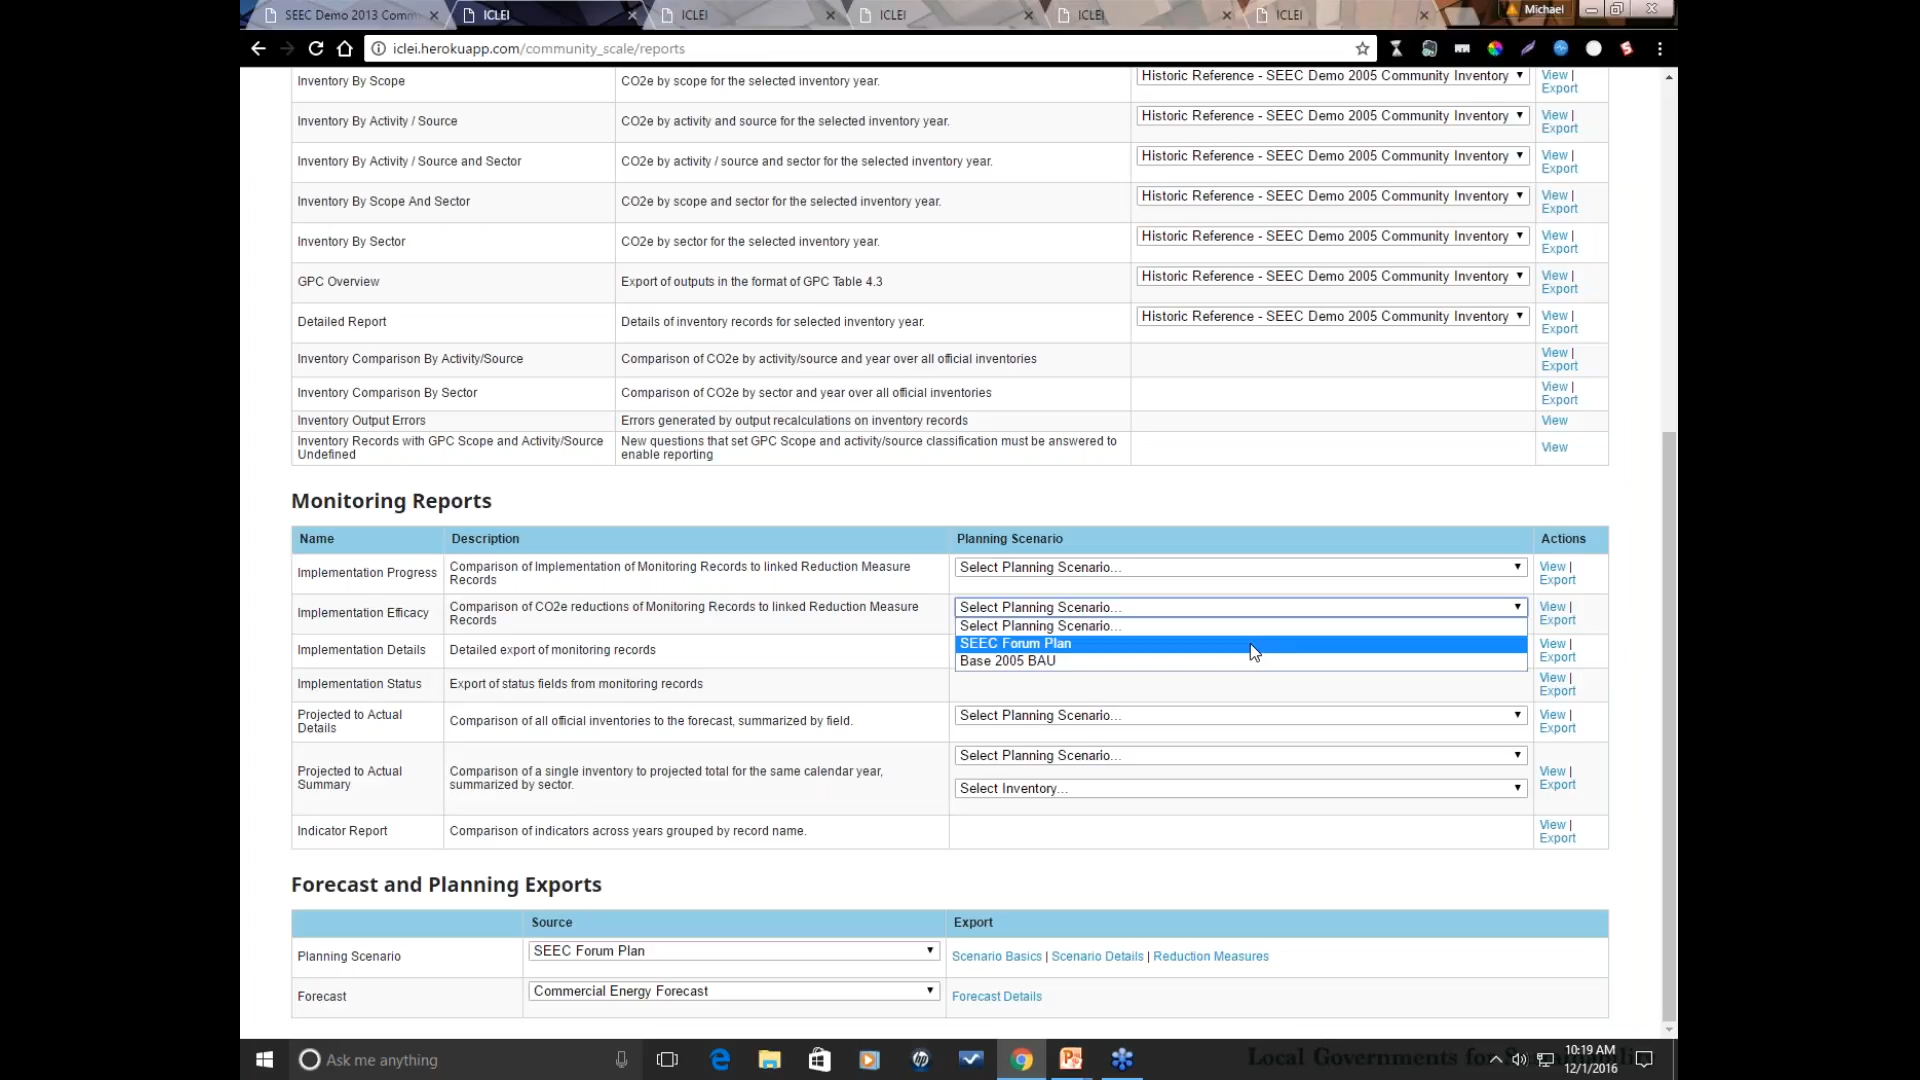 SEEC Demo 2013 Comm
ICLEI
ICLEI
ICLEI
ICLEI
ICLEI
Michael
iclei.herokuapp.com/community_scale/reports
Inventory By Scope
CO2e by scope for the selected inventory year.
Historic Reference - SEEC Demo 2005 Community Inventory
View |
Export
Inventory By Activity / Source
CO2e by activity and source for the selected inventory year.
Historic Reference - SEEC Demo 2005 Community Inventory
View |
Export
Inventory By Activity / Source and Sector
CO2e by activity / source and sector for the selected inventory year.
Historic Reference - SEEC Demo 2005 Community Inventory
View |
Export
Inventory By Scope And Sector
CO2e by scope and sector for the selected inventory year.
Historic Reference - SEEC Demo 2005 Community Inventory
View |
Export
Inventory By Sector
CO2e by sector for the selected inventory year.
Historic Reference - SEEC Demo 2005 Community Inventory
View |
Export
GPC Overview
Export of outputs in the format of GPC Table 4.3
Historic Reference - SEEC Demo 2005 Community Inventory
View |
Export
Detailed Report
Details of inventory records for selected inventory year.
Historic Reference - SEEC Demo 2005 Community Inventory
View |
Export
Inventory Comparison By Activity/Source
Comparison of CO2e by activity/source and year over all official inventories
View |
Export
Inventory Comparison By Sector
Comparison of CO2e by sector and year over all official inventories
View |
Export
Inventory Output Errors
Errors generated by output recalculations on inventory records
View
Inventory Records with GPC Scope and Activity/Source
Undefined
New questions that set GPC Scope and activity/source classification must be answered to
enable reporting
View
Monitoring Reports
Name
Description
Planning Scenario
Actions
Implementation Progress
Comparison of Implementation of Monitoring Records to linked Reduction Measure
Records
Select Planning Scenario...
View |
Export
Implementation Efficacy
Comparison of CO2e reductions of Monitoring Records to linked Reduction Measure
Records
Select Planning Scenario...
Select Planning Scenario...
SEEC Forum Plan
Base 2005 BAU
View |
Export
Implementation Details
Detailed export of monitoring records
View |
Export
Implementation Status
Export of status fields from monitoring records
View |
Export
Projected to Actual
Details
Comparison of all official inventories to the forecast, summarized by field.
Select Planning Scenario...
View |
Export
Projected to Actual
Summary
Comparison of a single inventory to projected total for the same calendar year,
summarized by sector.
Select Planning Scenario...
Select Inventory...
View |
Export
Indicator Report
Comparison of indicators across years grouped by record name.
View |
Export
Forecast and Planning Exports
Source
Export
Planning Scenario
SEEC Forum Plan
Scenario Basics | Scenario Details | Reduction Measures
Forecast
Commercial Energy Forecast
Forecast Details
Ask me anything
Local Governments for
10:19 AM
12/1/2016